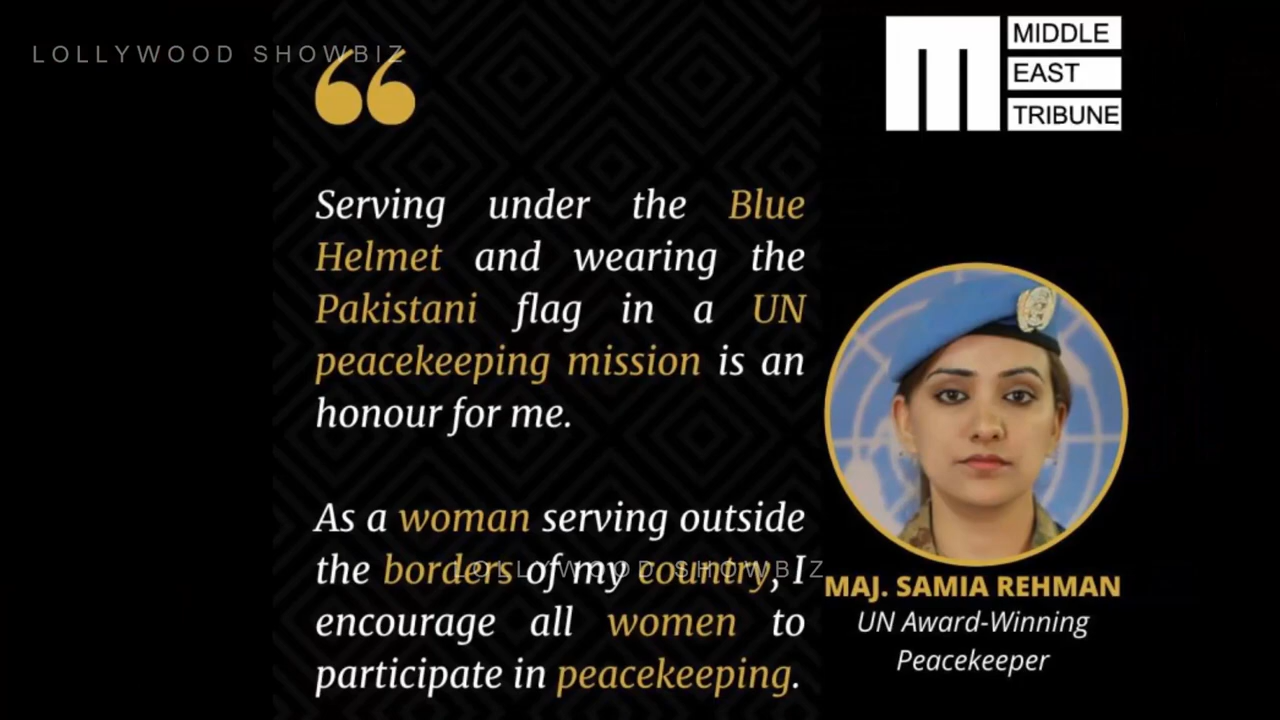 LOLLYWOOD SHOWBIZ
MIDDLE
EAST
TRIBUNE
Serving under the Blue
Helmet and wearing the
Pakistani flag in a UN
peacekeeping mission is an
honour for me.
As a woman serving outside
the borders of my country, I
encourage all women to
participate in peacekeeping.
LOLLYWOOD SHOWBIZ
MAJ. SAMIA REHMAN
UN Award-Winning
Peacekeeper